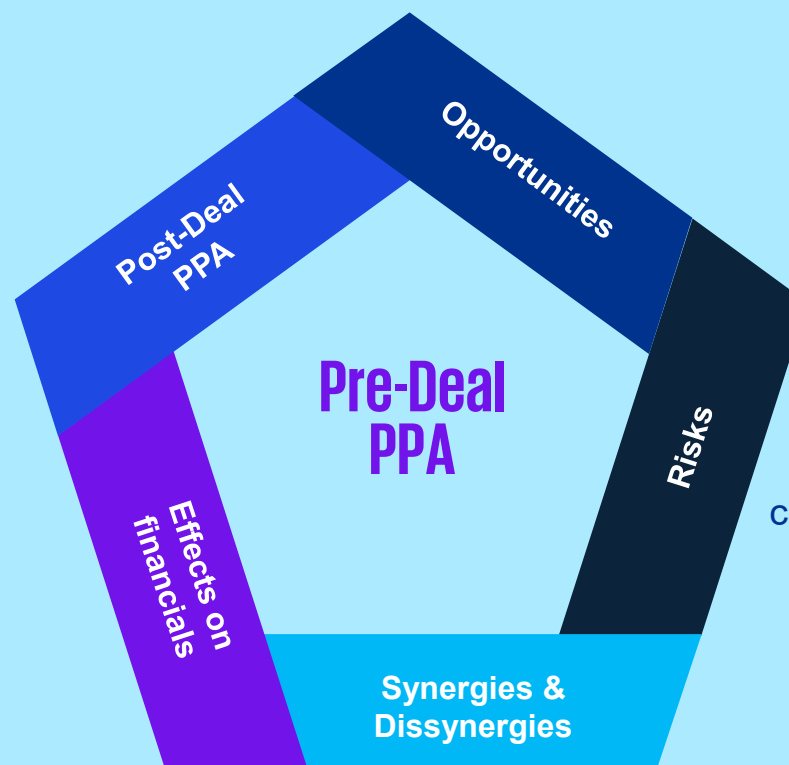 Opportunities
Post-Deal
PPA
Pre-Deal
PPA
Risks
Effects on
financials
Synergies &
Dissynergies